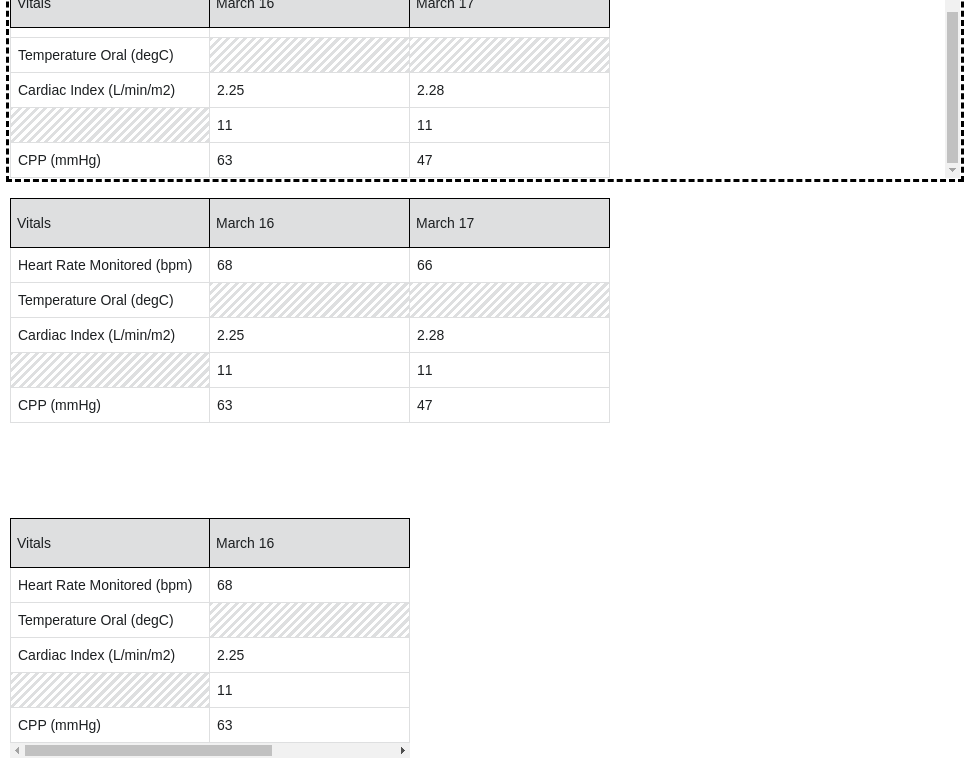 Vitals March 16 March 17
Temperature Oral (degC)
Cardiac Index (L/min/m2) 2.25 2.28
11 11
CPP (mmHg) 63 47
Vitals March 16 March 17
Heart Rate Monitored (bpm) 68 66
Temperature Oral (degC)
Cardiac Index (L/min/m2) 2.25 2.28
11 11
CPP (mmHg) 63 47
Vitals March 16
Heart Rate Monitored (bpm) 68
Temperature Oral (degC)
Cardiac Index (L/min/m2) 2.25
11
CPP (mmHg) 63